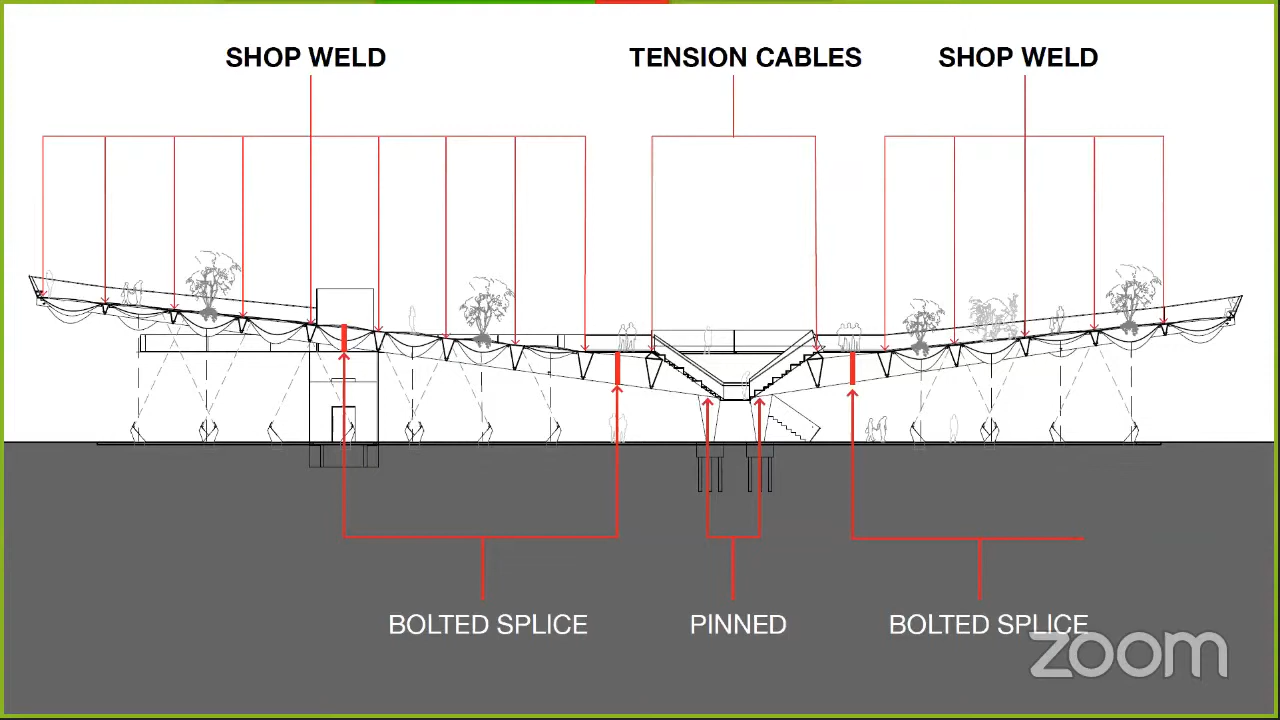 SHOP WELD
TENSION CABLES
SHOP WELD
BOLTED SPLICE
PINNED
BOLTED SPLICE
zoom